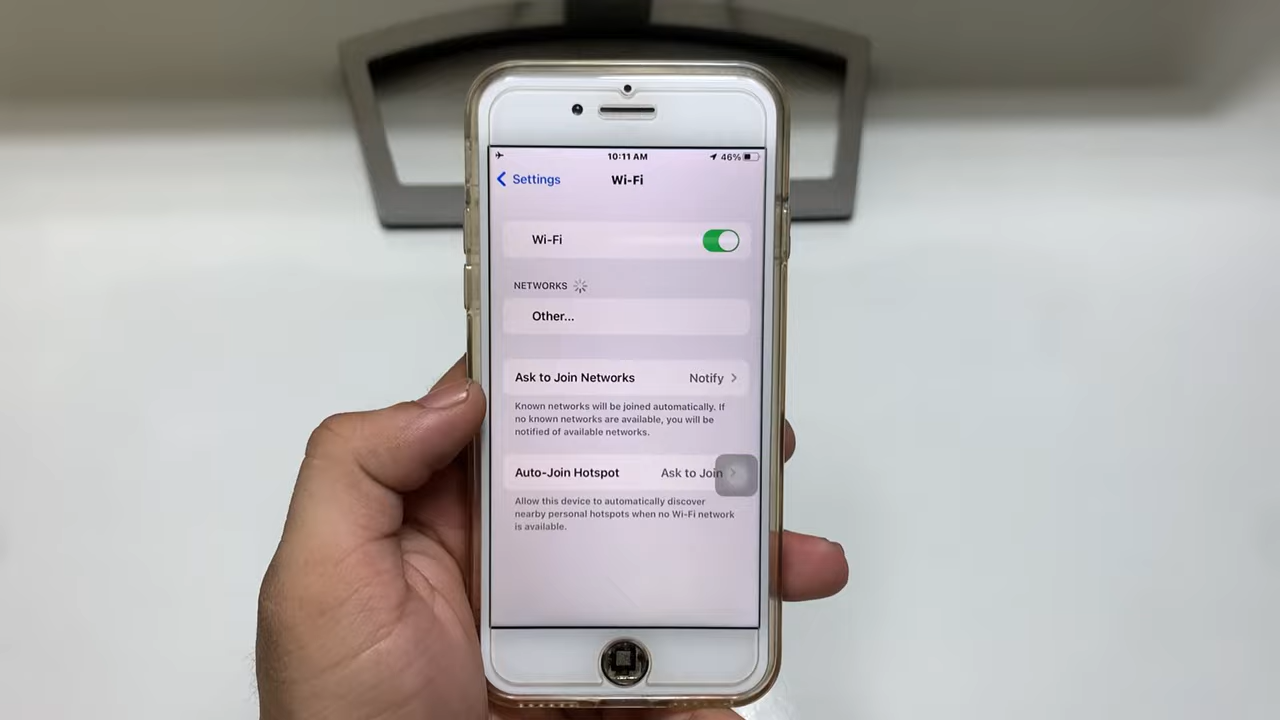 10:11 AM
46%
Settings
Wi-Fi
Wi-Fi
NETWORKS
Other...
Ask to Join Networks Notify
Known networks will be joined automatically. If
no known networks are available, you will be
notified of available networks.
Auto-Join Hotspot Ask to Join
Allow this device to automatically discover
nearby personal hotspots when no Wi-Fi network
is available.